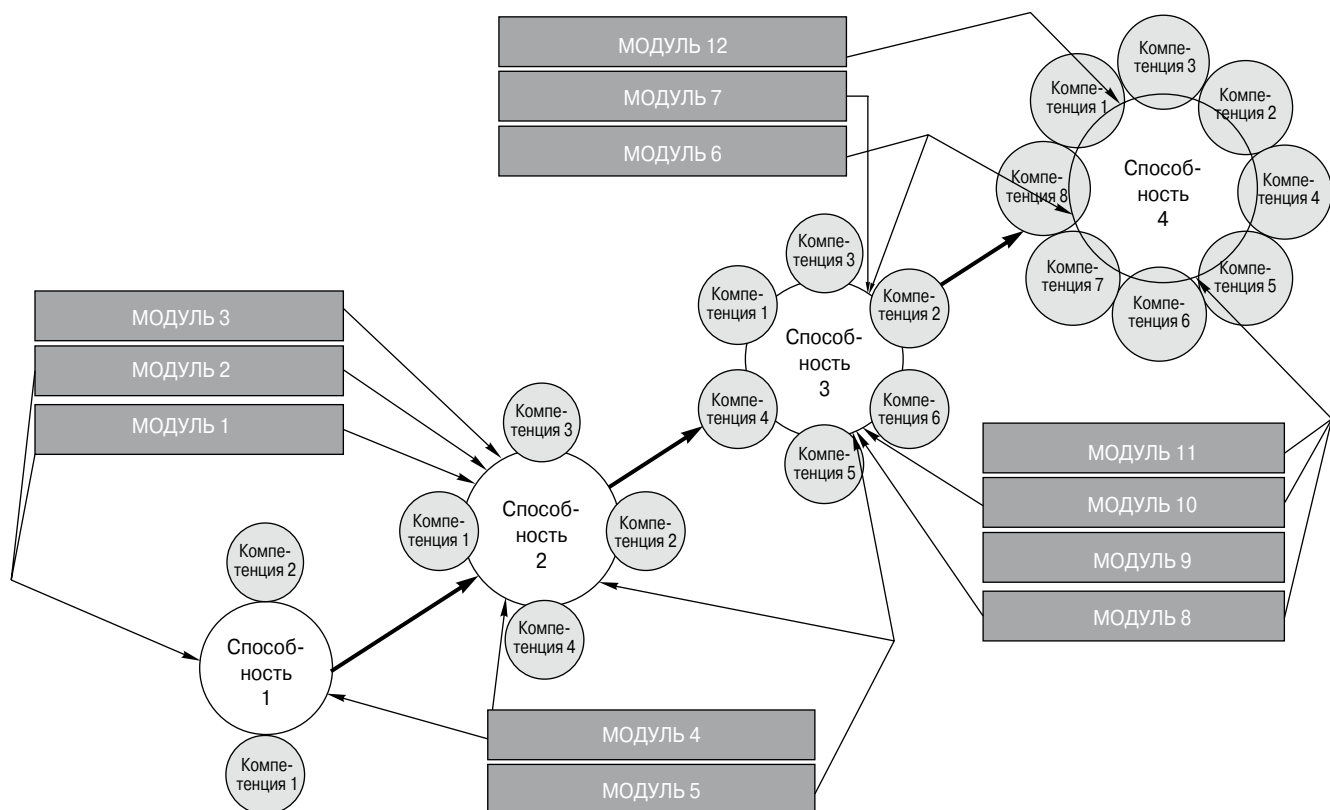 МОДУЛЬ 12
МОДУЛЬ 7
МОДУЛЬ 6
Компе-
тенция 3
Компе-
тенция 1
Компе-
тенция 2
Компе-
тенция 8
Способ-
ность
4
Компе-
тенция 4
Компе-
тенция 7
Компе-
тенция 5
Компе-
тенция 6
Компе-
тенция 3
Компе-
тенция 1
Компе-
тенция 2
Способ-
ность
3
Компе-
тенция 4
Компе-
тенция 6
Компе-
тенция 5
МОДУЛЬ 3
МОДУЛЬ 2
МОДУЛЬ 1
Компе-
тенция 3
Компе-
тенция 1
Способ-
ность
2
Компе-
тенция 2
Компе-
тенция 4
МОДУЛЬ 11
МОДУЛЬ 10
МОДУЛЬ 9
МОДУЛЬ 8
Компе-
тенция 2
Способ-
ность
1
Компе-
тенция 1
МОДУЛЬ 4
МОДУЛЬ 5